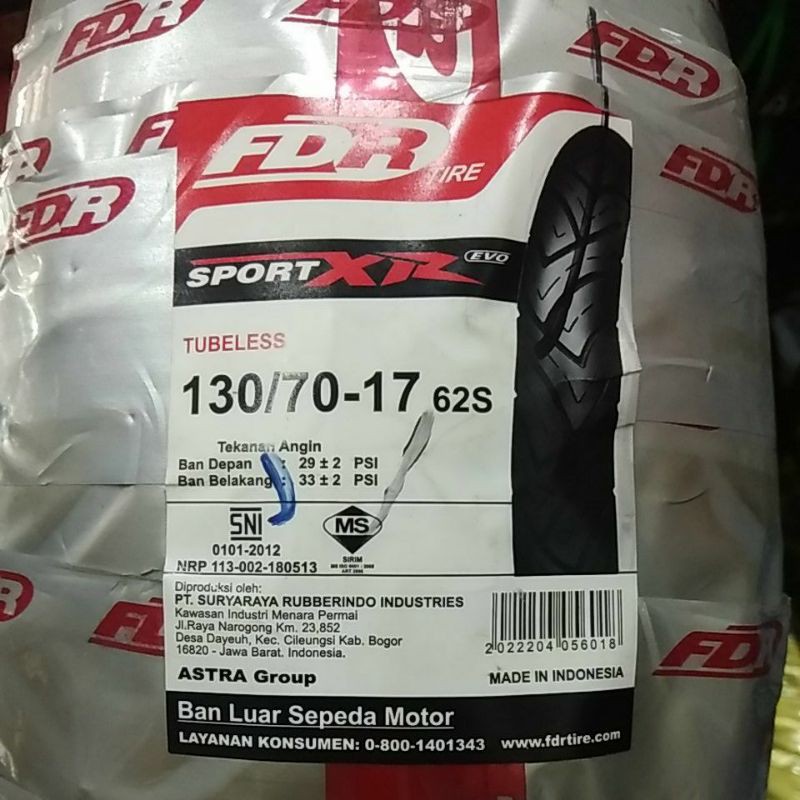 FDR
FDR
FDR
FDR
FDR TIRE
SPORT XR EVO
TUBELESS
130/70-17 62S
Tekanan Angin
Ban Depan : 29 ± 2 PSI
Ban Belakang : 33 ± 2 PSI
SNI
0101-2012
NRP 113-002-180513
MS
SIRIM
Diproduksi oleh:
PT. SURYARAYA RUBBERINDO INDUSTRIES
Kawasan Industri Menara Permai
Jl.Raya Narogong Km. 23,852
Desa Dayeuh, Kec. Cileungsi Kab. Bogor
16820 - Jawa Barat. Indonesia.
ASTRA Group
2022204056018
MADE IN INDONESIA
Ban Luar Sepeda Motor
LAYANAN KONSUMEN: 0-800-1401343 www.fdrtire.com
FDR